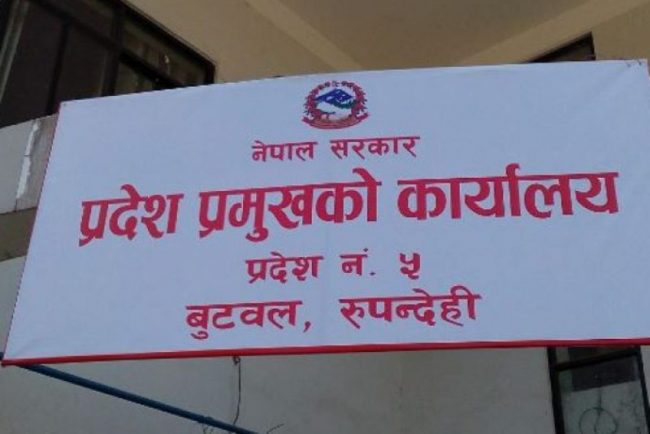 नेपाल सरकार
प्रदेश प्रमुखको कार्यालय
प्रदेश नं. ५
बुटवल, रुपन्देही